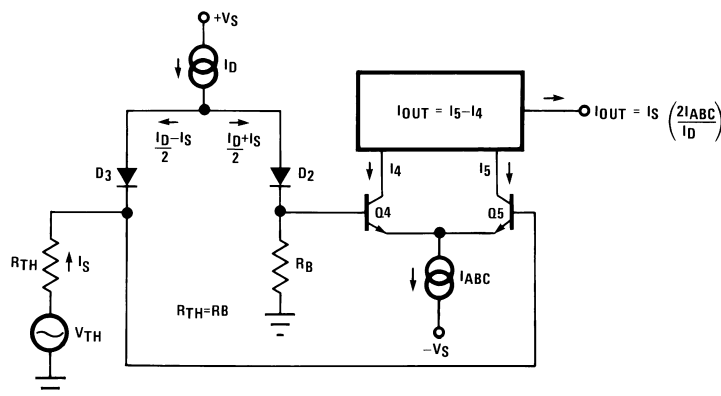 +VS
ID
ID/2 –IS
ID/2 +IS
D3
D2
IOUT = I5–I4
IOUT = IS (2IABC/ID)
I4
I5
Q4
Q5
RTH
IS
RB
IABC
RTH=RB
VTH
–VS